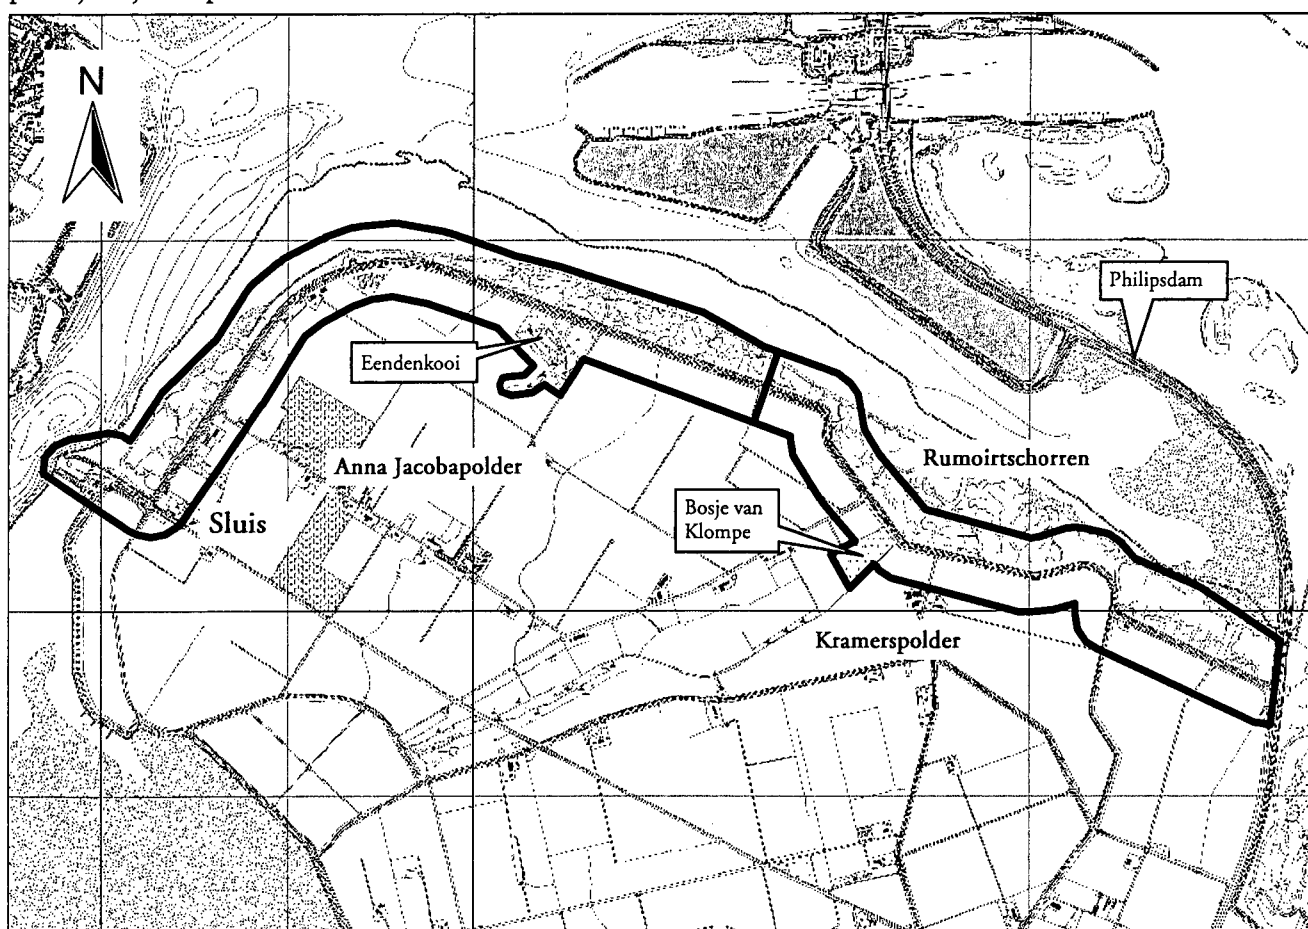 N
Philipsdam
Eendenkooi
Anna Jacobapolder
Rumoirtschorren
Bosje van
Klompe
Sluis
Kramerspolder